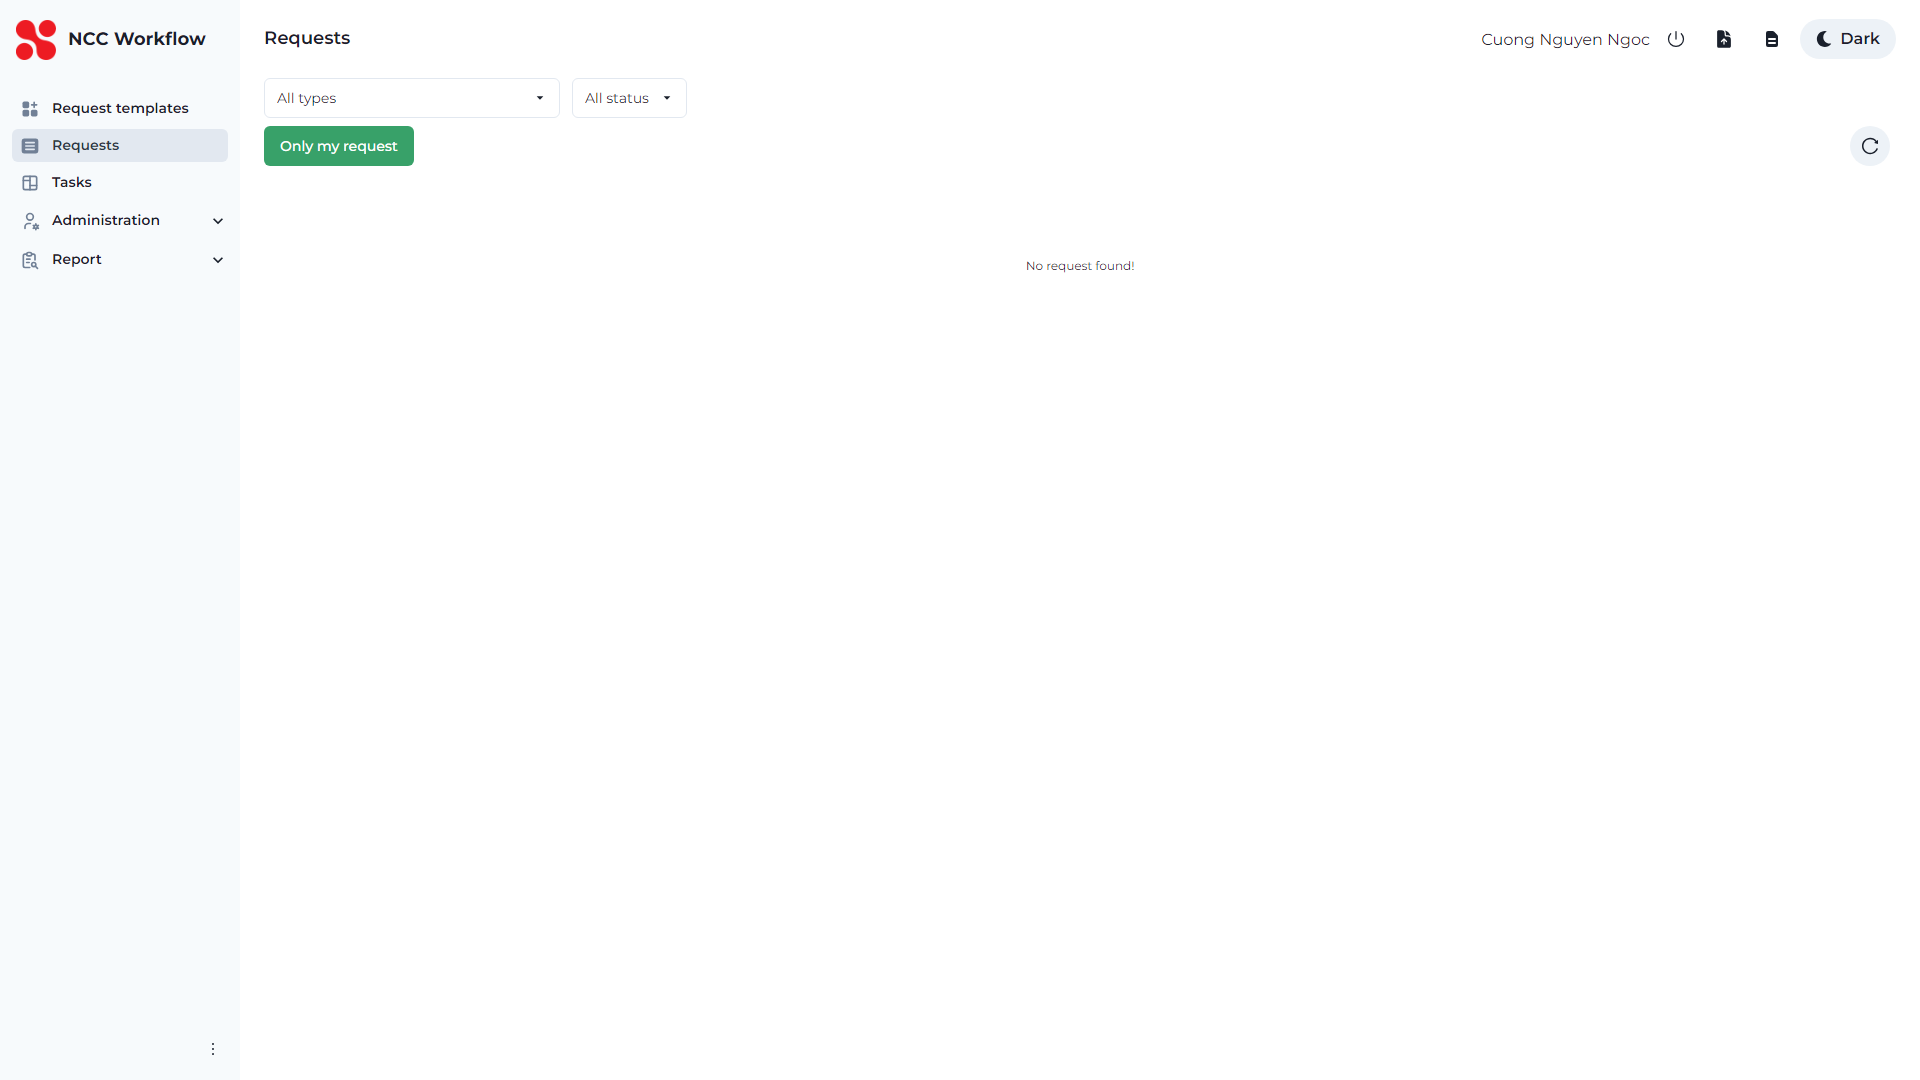 NCC Workflow
Request templates
Requests
Tasks
Administration
Report
Requests
Cuong Nguyen Ngoc
Dark
All types
All status
Only my request
No request found!